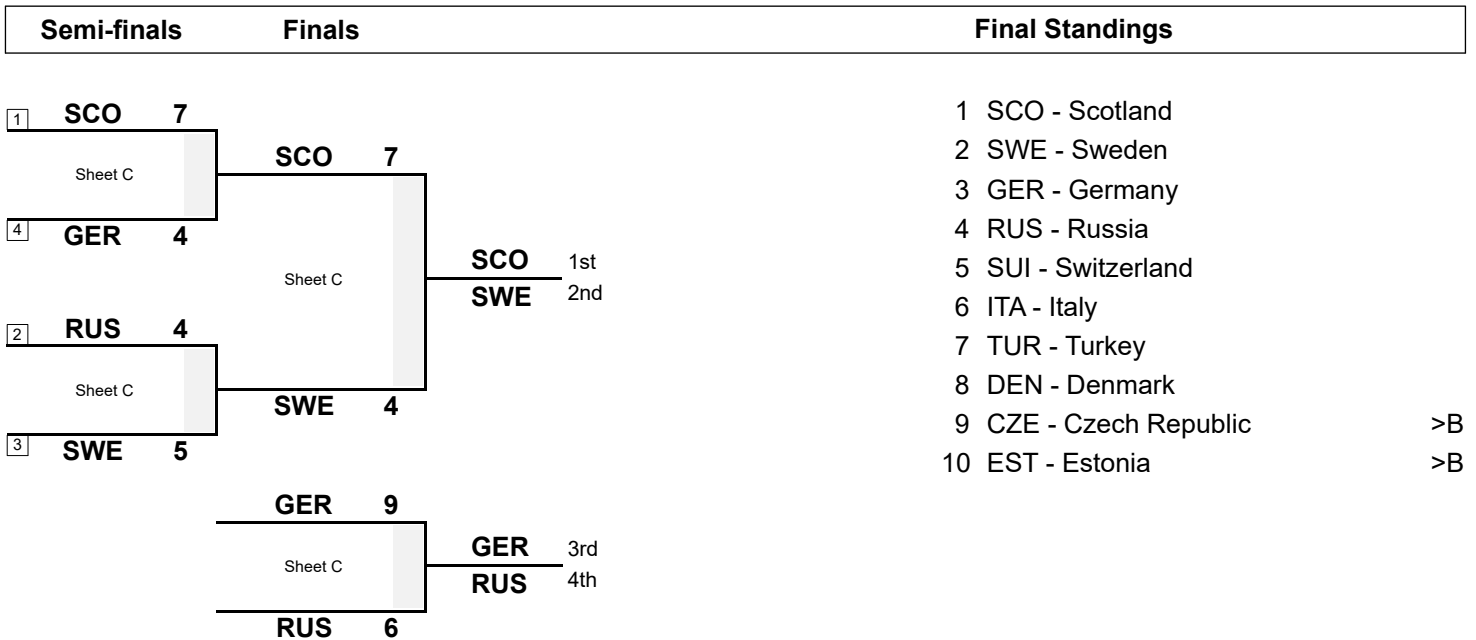 Semi-finals Finals Final Standings
1 SCO 7
Sheet C
4 GER 4
2 RUS 4
Sheet C
3 SWE 5
SCO 7
Sheet C
SWE 4
SCO 1st
SWE 2nd
GER 9
Sheet C
RUS 6
GER 3rd
RUS 4th
1 SCO - Scotland
2 SWE - Sweden
3 GER - Germany
4 RUS - Russia
5 SUI - Switzerland
6 ITA - Italy
7 TUR - Turkey
8 DEN - Denmark
9 CZE - Czech Republic >B
10 EST - Estonia >B